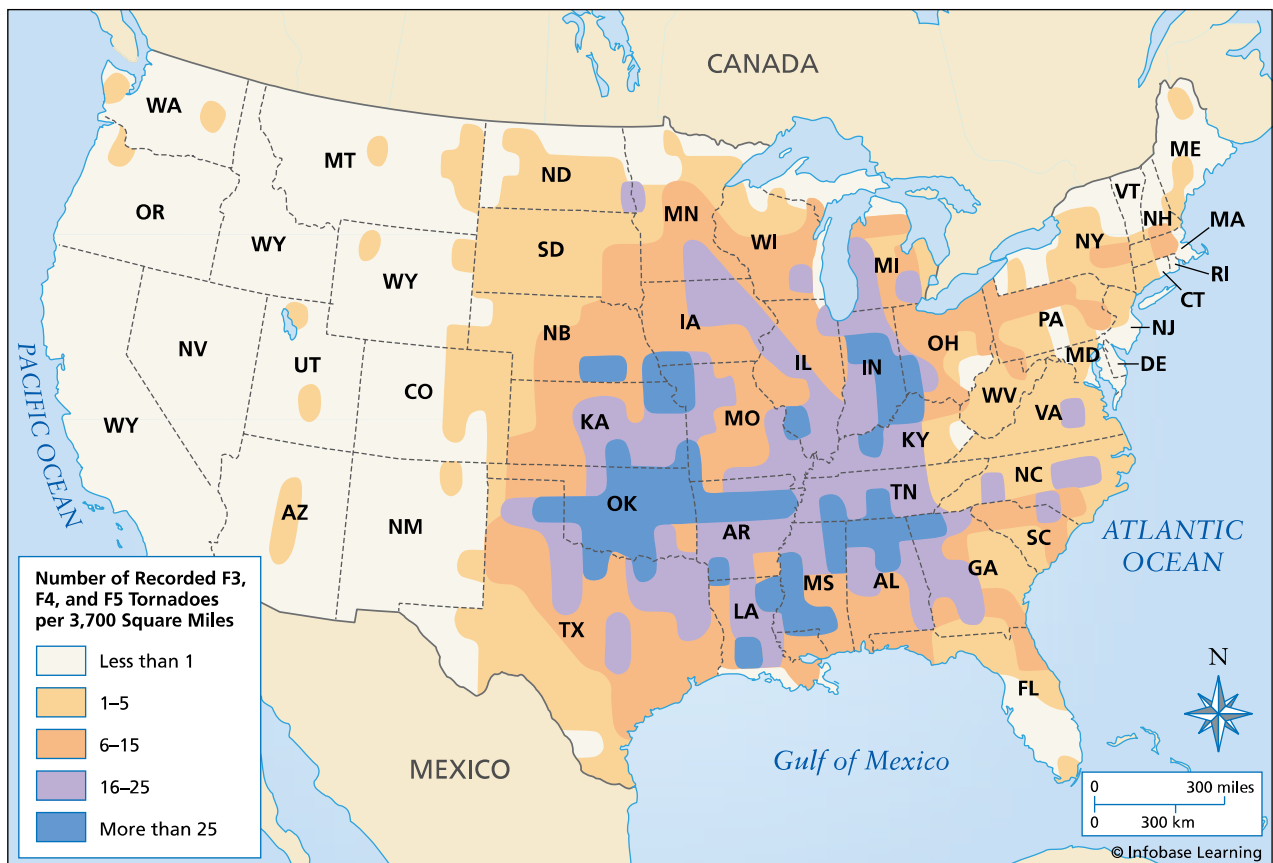 CANADA
WA
MT
ND
MN
ME
VT
NH
MA
OR
WY
WY
SD
WI
MI
NY
RI
CT
NV
UT
CO
NB
IA
IL
IN
OH
PA
NJ
MD
DE
PACIFIC OCEAN
WY
KA
MO
KY
WV
VA
AZ
NM
OK
AR
TN
NC
SC
ATLANTIC
OCEAN
TX
LA
MS
AL
GA
FL
MEXICO
Gulf of Mexico
Number of Recorded F3,
F4, and F5 Tornadoes
per 3,700 Square Miles
Less than 1
1–5
6–15
16–25
More than 25
N
0 300 miles
0 300 km
© Infobase Learning